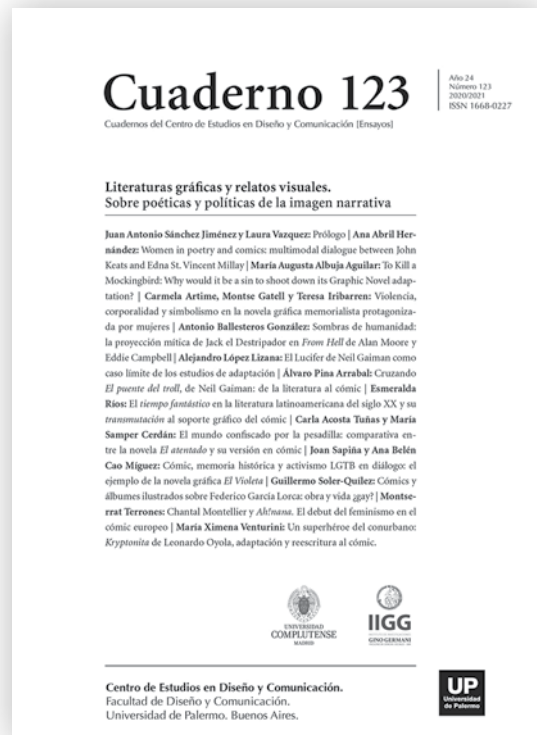 Cuaderno 123
Cuadernos del Centro de Estudios en Diseño y Comunicación [Ensayos]
Año 24
Número 123
2020/2021
ISSN 1668-0227
Literaturas gráficas y relatos visuales.
Sobre poéticas y políticas de la imagen narrativa
Juan Antonio Sánchez Jiménez y Laura Vazquez: Prólogo | Ana Abril Her-
nández: Women in poetry and comics: multimodal dialogue between John
Keats and Edna St. Vincent Millay | María Augusta Albuja Aguilar: To Kill a
Mockingbird: Why would it be a sin to shoot down its Graphic Novel adap-
tation? | Carmela Artime, Montse Gatell y Teresa Iribarren: Violencia,
corporalidad y simbolismo en la novela gráfica memorialista protagoniza-
da por mujeres | Antonio Ballesteros González: Sombras de humanidad:
la proyección mítica de Jack el Destripador en From Hell de Alan Moore y
Eddie Campbell | Alejandro López Lizana: El Lucifer de Neil Gaiman como
caso límite de los estudios de adaptación | Álvaro Pina Arrabal: Cruzando
El puente del troll, de Neil Gaiman: de la literatura al cómic | Esmeralda
Ríos: El tiempo fantástico en la literatura latinoamericana del siglo XX y su
transmutación al soporte gráfico del cómic | Carla Acosta Tuñas y María
Samper Cerdán: El mundo confiscado por la pesadilla: comparativa en-
tre la novela El atentado y su versión en cómic | Joan Sapiña y Ana Belén
Cao Míguez: Cómic, memoria histórica y activismo LGTB en diálogo: el
ejemplo de la novela gráfica El Violeta | Guillermo Soler-Quílez: Cómics y
álbumes ilustrados sobre Federico García Lorca: obra y vida ¿gay? | Montse-
rrat Terrones: Chantal Montellier y Ah!nana. El debut del feminismo en el
cómic europeo | María Ximena Venturini: Un superhéroe del conurbano:
Kryptonita de Leonardo Oyola, adaptación y reescritura al cómic.
UNIVERSIDAD
COMPLUTENSE
MADRID
IIGG
GINO GERMANI
Centro de Estudios en Diseño y Comunicación.
Facultad de Diseño y Comunicación.
Universidad de Palermo. Buenos Aires.
UP
Universidad
de Palermo